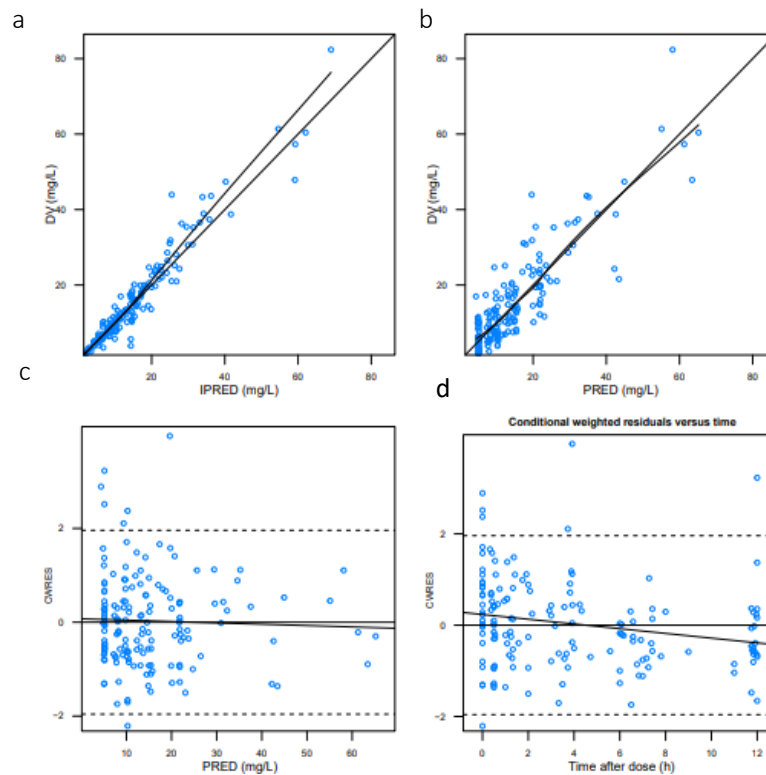 a
80
60
40
20
DV (mg/L)
20
40
60
80
IPRED (mg/L)
b
80
60
40
20
DV (mg/L)
20
40
60
80
PRED (mg/L)
c
2
0
−2
CWRES
10
20
30
40
50
60
PRED (mg/L)
d
Conditional weighted residuals versus time
2
0
−2
CWRES
0
2
4
6
8
10
12
Time after dose (h)